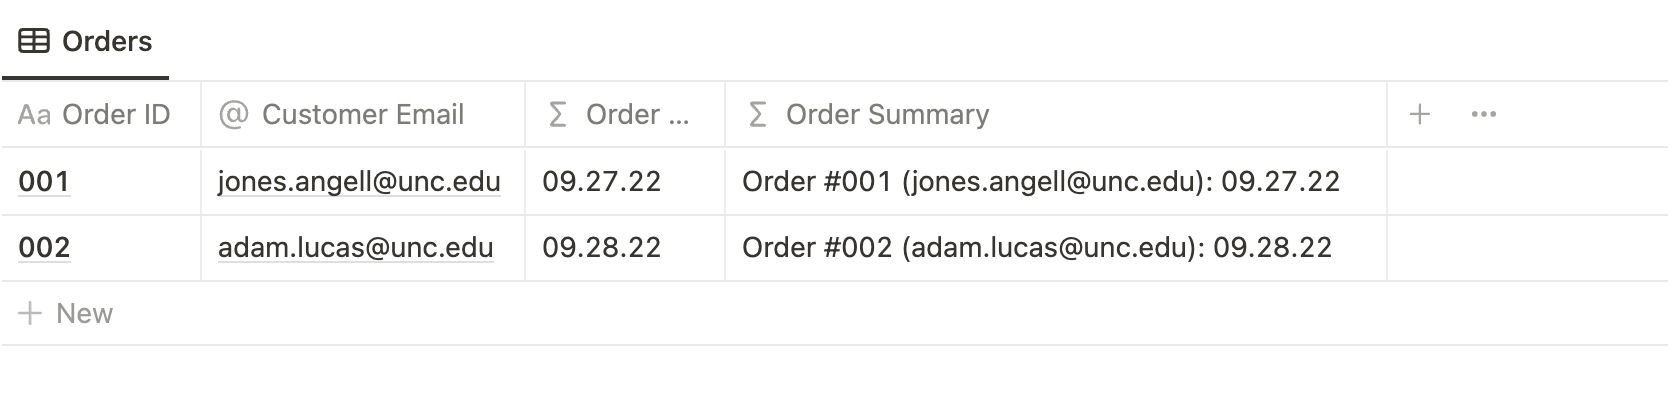 Orders
Aa Order ID @ Customer Email Σ Order ... Σ Order Summary + •••
001 jones.angell@unc.edu 09.27.22 Order #001 (jones.angell@unc.edu): 09.27.22
002 adam.lucas@unc.edu 09.28.22 Order #002 (adam.lucas@unc.edu): 09.28.22
+ New